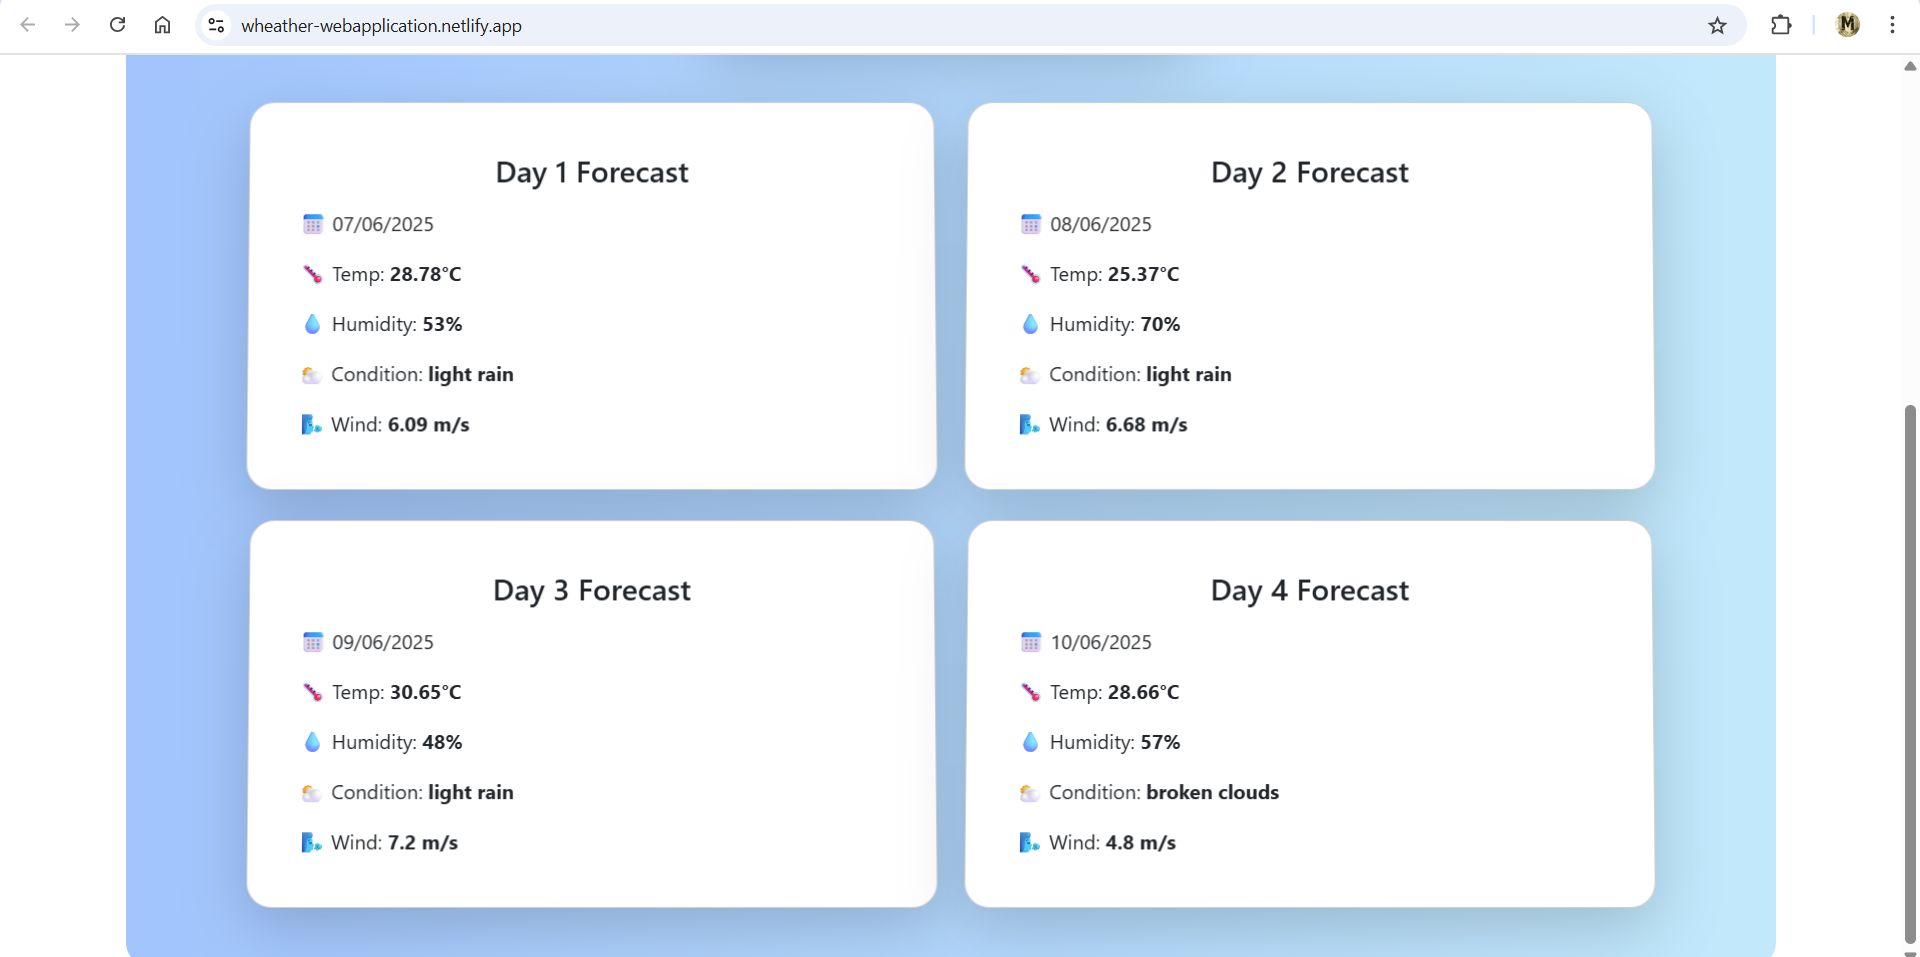 wheather-webapplication.netlify.app
M
Day 1 Forecast
07/06/2025
Temp: 28.78°C
Humidity: 53%
Condition: light rain
Wind: 6.09 m/s
Day 2 Forecast
08/06/2025
Temp: 25.37°C
Humidity: 70%
Condition: light rain
Wind: 6.68 m/s
Day 3 Forecast
09/06/2025
Temp: 30.65°C
Humidity: 48%
Condition: light rain
Wind: 7.2 m/s
Day 4 Forecast
10/06/2025
Temp: 28.66°C
Humidity: 57%
Condition: broken clouds
Wind: 4.8 m/s